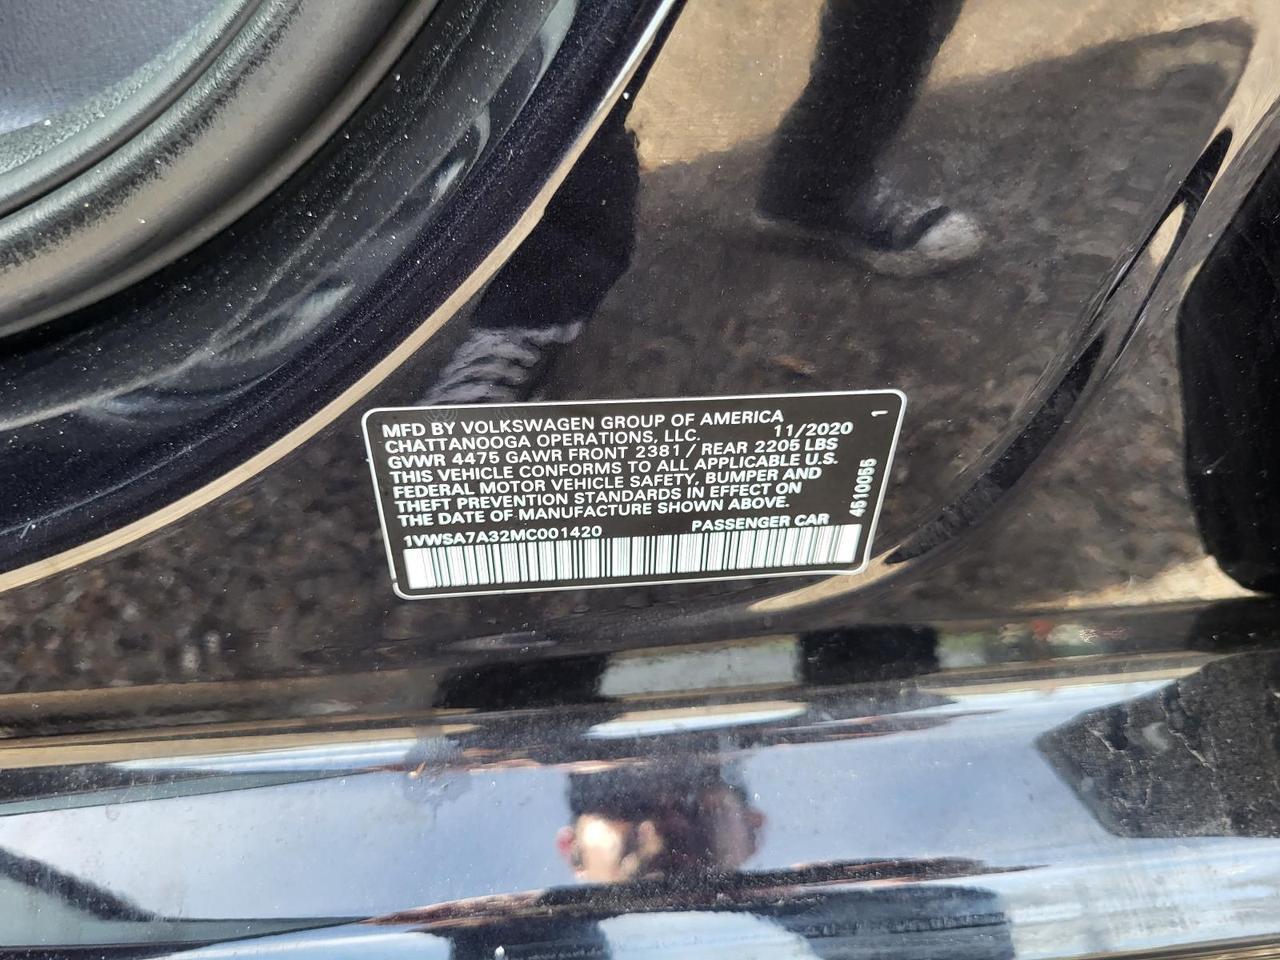 MFD BY VOLKSWAGEN GROUP OF AMERICA
CHATTANOOGA OPERATIONS, LLC. 11/2020
GVWR 4475 GAWR FRONT 2381 / REAR 2205 LBS
THIS VEHICLE CONFORMS TO ALL APPLICABLE U.S.
FEDERAL MOTOR VEHICLE SAFETY, BUMPER AND
THEFT PREVENTION STANDARDS IN EFFECT ON
THE DATE OF MANUFACTURE SHOWN ABOVE.
1VWSA7A32MC001420 PASSENGER CAR
4510055
1